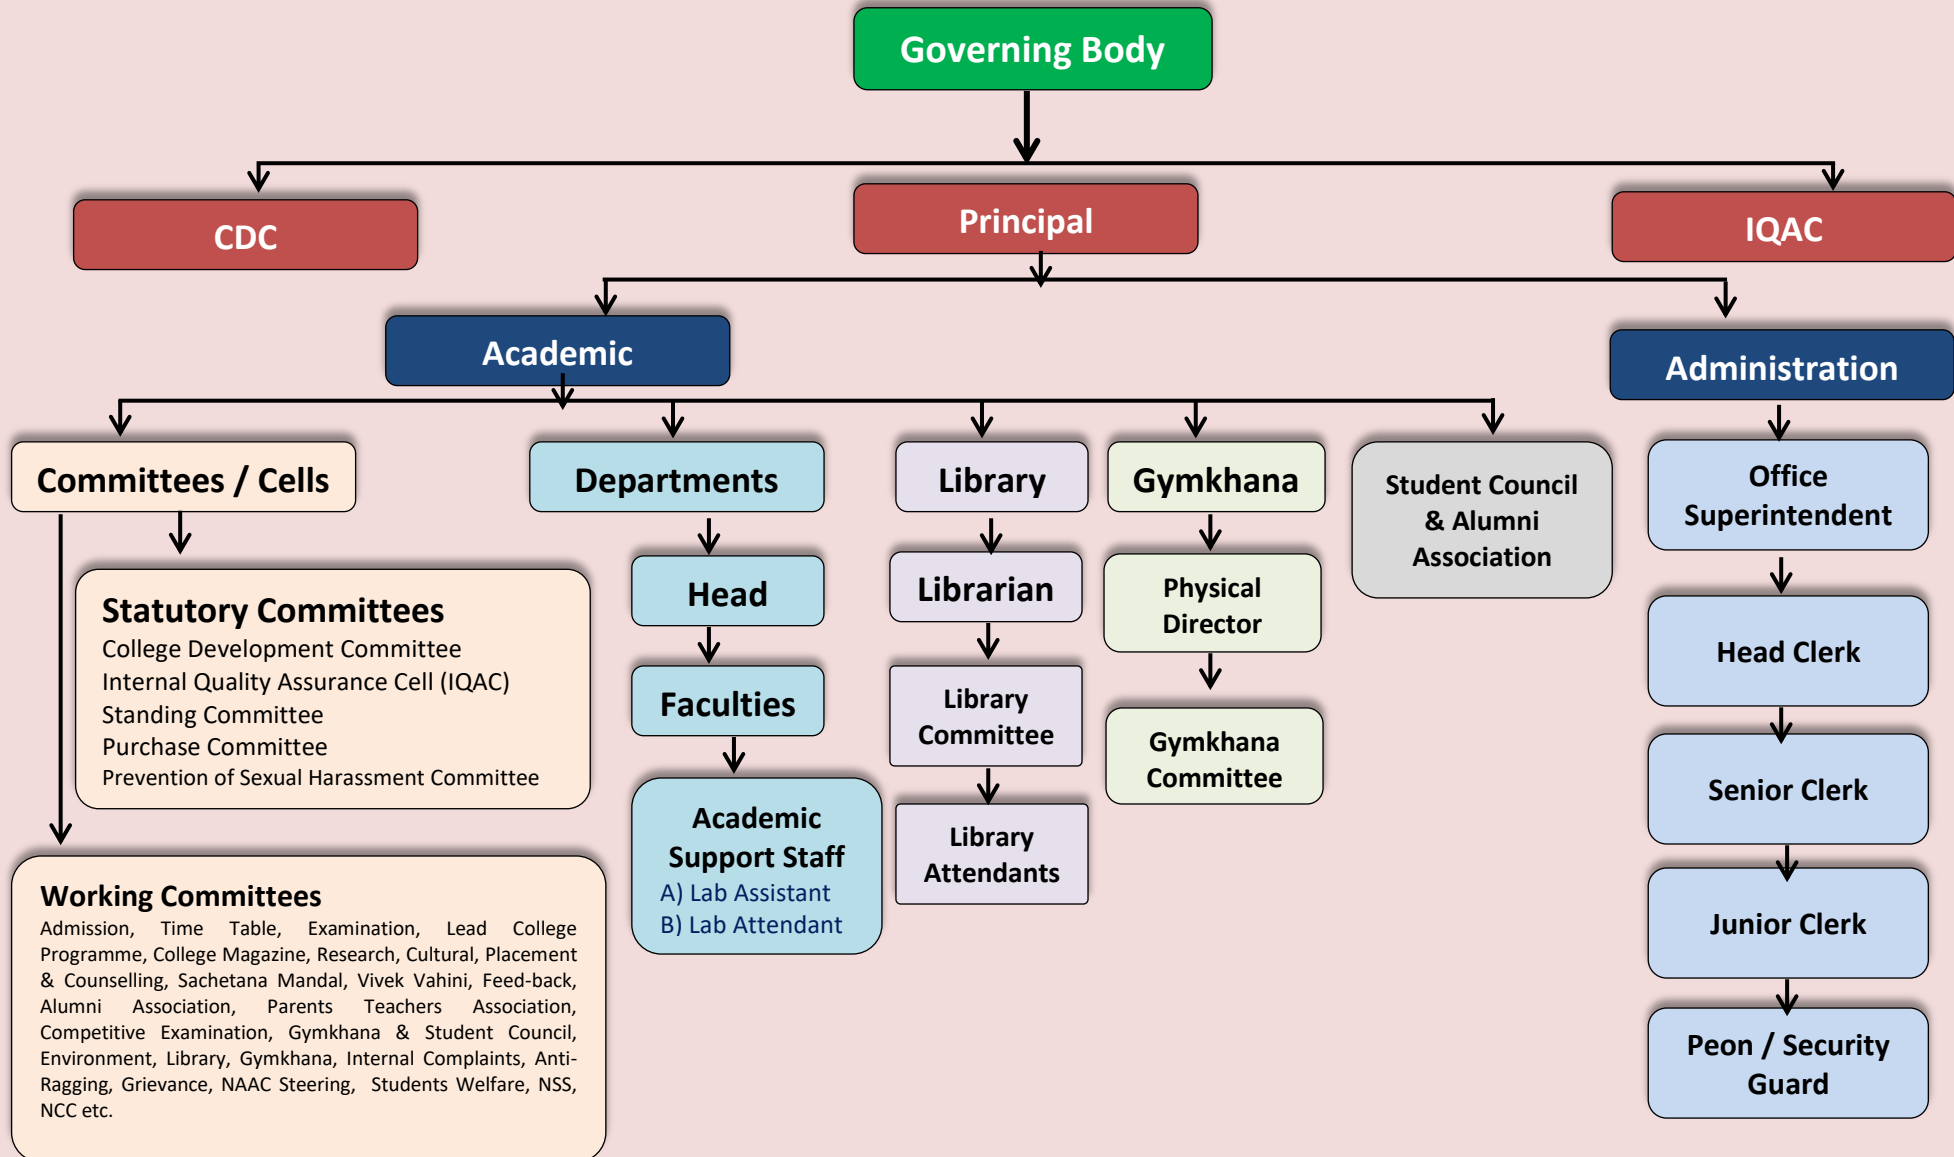 Governing Body
CDC
Principal
IQAC
Academic
Administration
Committees / Cells
Departments
Library
Gymkhana
Student Council
& Alumni
Association
Office
Superintendent
Statutory Committees
College Development Committee
Internal Quality Assurance Cell (IQAC)
Standing Committee
Purchase Committee
Prevention of Sexual Harassment Committee
Head
Librarian
Physical
Director
Head Clerk
Faculties
Library
Committee
Gymkhana
Committee
Senior Clerk
Academic
Support Staff
A) Lab Assistant
B) Lab Attendant
Library
Attendants
Junior Clerk
Working Committees
Admission, Time Table, Examination, Lead College
Programme, College Magazine, Research, Cultural, Placement
& Counselling, Sachetana Mandal, Vivek Vahini, Feed-back,
Alumni Association, Parents Teachers Association,
Competitive Examination, Gymkhana & Student Council,
Environment, Library, Gymkhana, Internal Complaints, Anti-
Ragging, Grievance, NAAC Steering, Students Welfare, NSS,
NCC etc.
Peon / Security
Guard